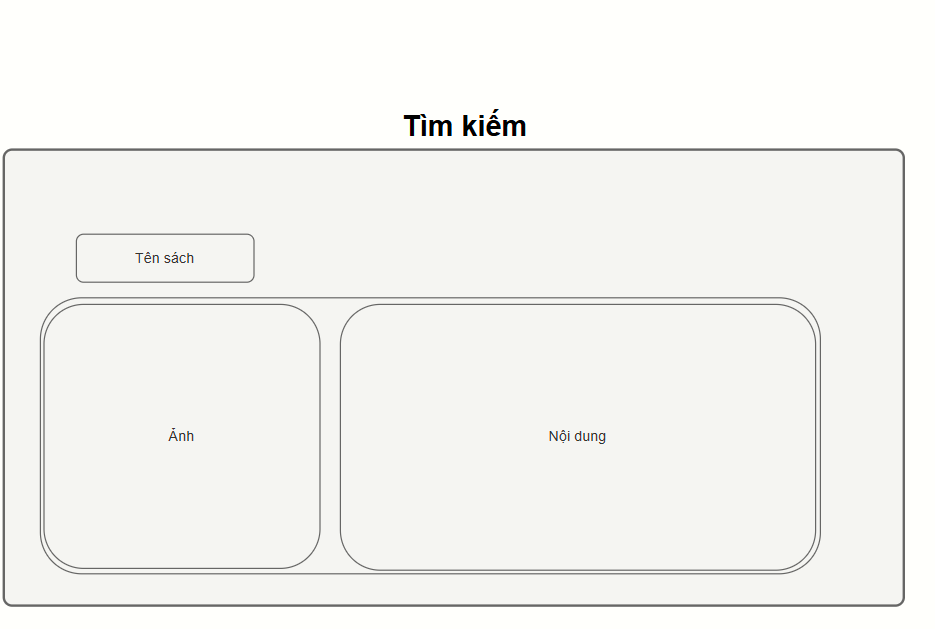 Tìm kiếm
Tên sách
Ảnh
Nội dung